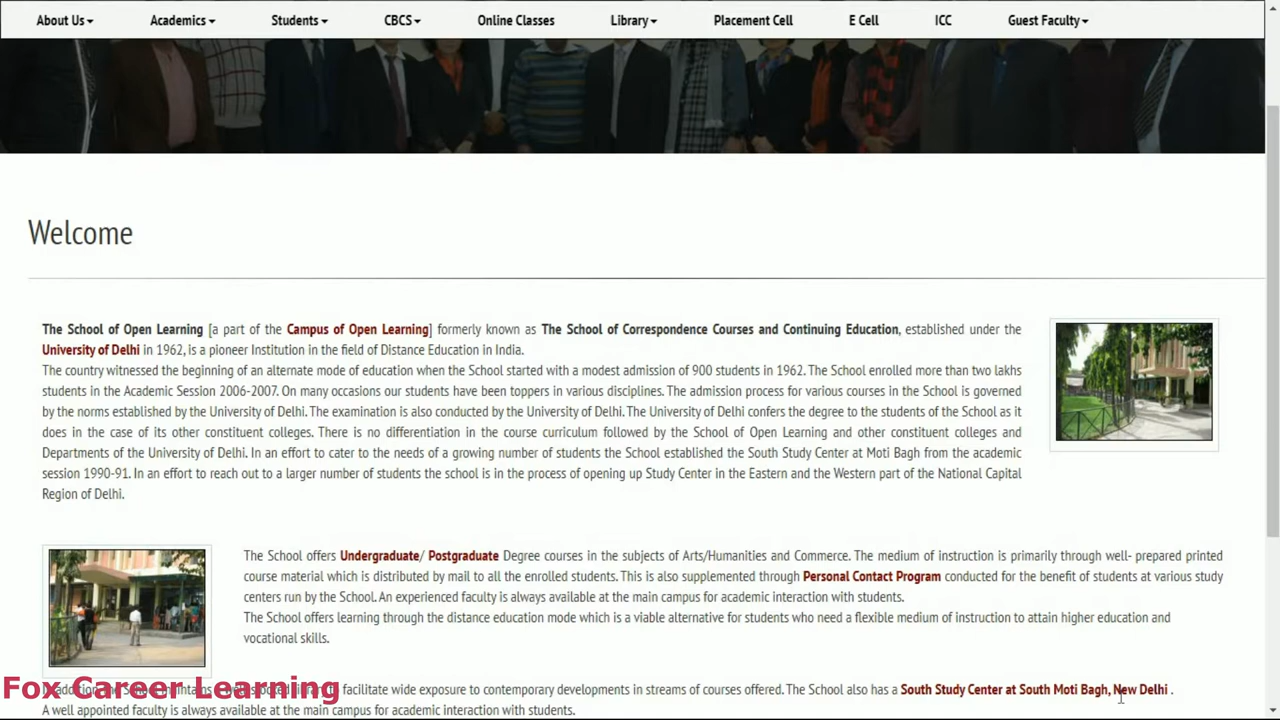 About Us Academics Students CBCS Online Classes Library Placement Cell E Cell ICC Guest Faculty
Welcome
The School of Open Learning [a part of the Campus of Open Learning] formerly known as The School of Correspondence Courses and Continuing Education, established under the
University of Delhi in 1962, is a pioneer Institution in the field of Distance Education in India.
The country witnessed the beginning of an alternate mode of education when the School started with a modest admission of 900 students in 1962. The School enrolled more than two lakhs
students in the Academic Session 2006-2007. On many occasions our students have been toppers in various disciplines. The admission process for various courses in the School is governed
by the norms established by the University of Delhi. The examination is also conducted by the University of Delhi. The University of Delhi confers the degree to the students of the School as it
does in the case of its other constituent colleges. There is no differentiation in the course curriculum followed by the School of Open Learning and other constituent colleges and
Departments of the University of Delhi. In an effort to cater to the needs of a growing number of students the School established the South Study Center at Moti Bagh from the academic
session 1990-91. In an effort to reach out to a larger number of students the school is in the process of opening up Study Center in the Eastern and the Western part of the National Capital
Region of Delhi.
The School offers Undergraduate/ Postgraduate Degree courses in the subjects of Arts/Humanities and Commerce. The medium of instruction is primarily through well- prepared printed
course material which is distributed by mail to all the enrolled students. This is also supplemented through Personal Contact Program conducted for the benefit of students at various study
centers run by the School. An experienced faculty is always available at the main campus for academic interaction with students.
The School offers learning through the distance education mode which is a viable alternative for students who need a flexible medium of instruction to attain higher education and
vocational skills.
Fox Career Learning
facilitate wide exposure to contemporary developments in streams of courses offered. The School also has a South Study Center at South Moti Bagh, New Delhi .
A well appointed faculty is always available at the main campus for academic interaction with students.